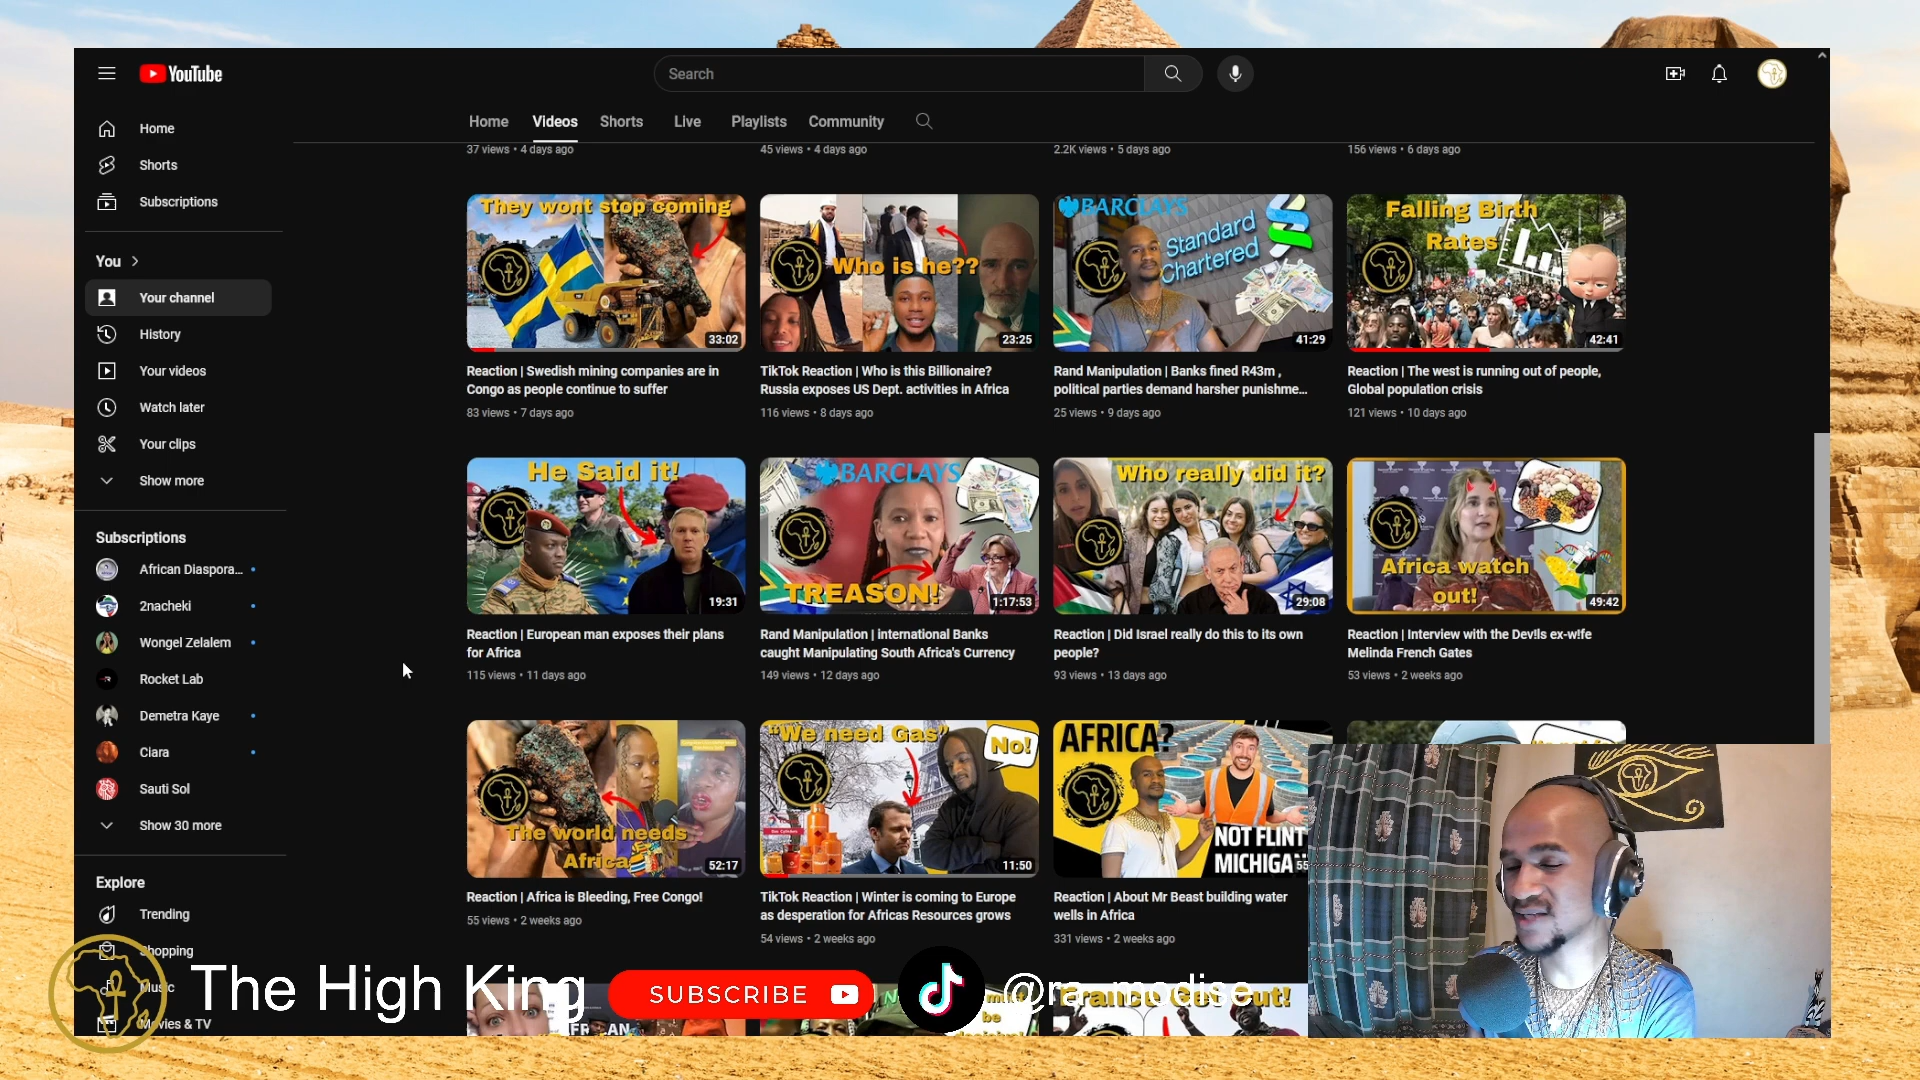 YouTube
Search
Home
Videos
Shorts
Live
Playlists
Community
Home
Shorts
Subscriptions
You
Your channel
History
Your videos
Watch later
Your clips
Show more
Subscriptions
African Diaspora...
2nacheki
Wongel Zelalem
Rocket Lab
Demetra Kaye
Ciara
Sauti Sol
Show 30 more
Explore
Trending
Shopping
Music
Movies & TV
37 views • 4 days ago
45 views • 4 days ago
2.2K views • 5 days ago
156 views • 6 days ago
They wont stop coming
33:02
Who is he??
23:25
BARCLAYS
Standard
Chartered
41:29
Falling Birth
Rates
42:41
Reaction | Swedish mining companies are in
Congo as people continue to suffer
83 views • 7 days ago
TikTok Reaction | Who is this Billionaire?
Russia exposes US Dept. activities in Africa
116 views • 8 days ago
Rand Manipulation | Banks fined R43m ,
political parties demand harsher punishme...
25 views • 9 days ago
Reaction | The west is running out of people,
Global population crisis
121 views • 10 days ago
He Said it!
19:31
BARCLAYS
TREASON!
1:17:53
Who really did it?
29:08
Africa watch
out!
49:42
Reaction | European man exposes their plans
for Africa
115 views • 11 days ago
Rand Manipulation | international Banks
caught Manipulating South Africa's Currency
149 views • 12 days ago
Reaction | Did Israel really do this to its own
people?
93 views • 13 days ago
Reaction | Interview with the Dev!ls ex-w!fe
Melinda French Gates
53 views • 2 weeks ago
The world needs
Africa
52:17
"We need Gas"
No!
11:50
AFRICA?
NOT FLINT
MICHIGAN
55
Reaction | Africa is Bleeding, Free Congo!
55 views • 2 weeks ago
TikTok Reaction | Winter is coming to Europe
as desperation for Africas Resources grows
54 views • 2 weeks ago
Reaction | About Mr Beast building water
wells in Africa
331 views • 2 weeks ago
The High King
SUBSCRIBE
be